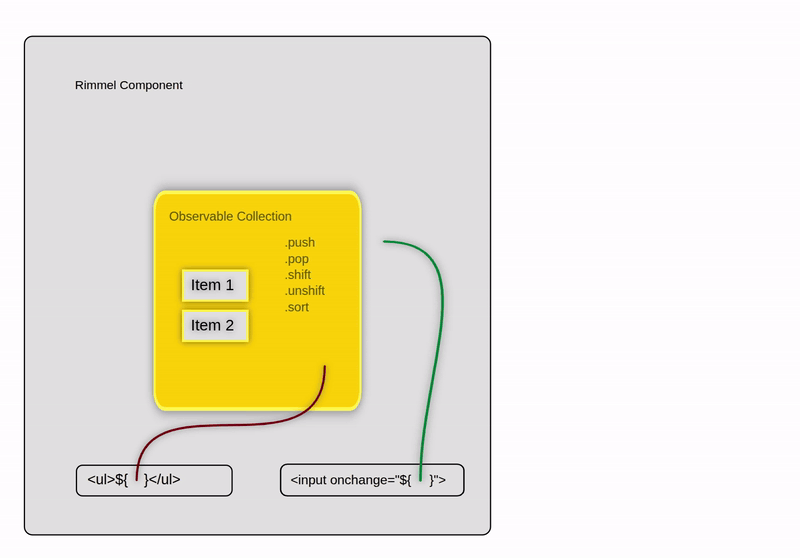 Rimmel Component
Observable Collection
.push
.pop
.shift
.unshift
.sort
Item 1
Item 2
<ul>${   }</ul>
<input onchange="${   }">